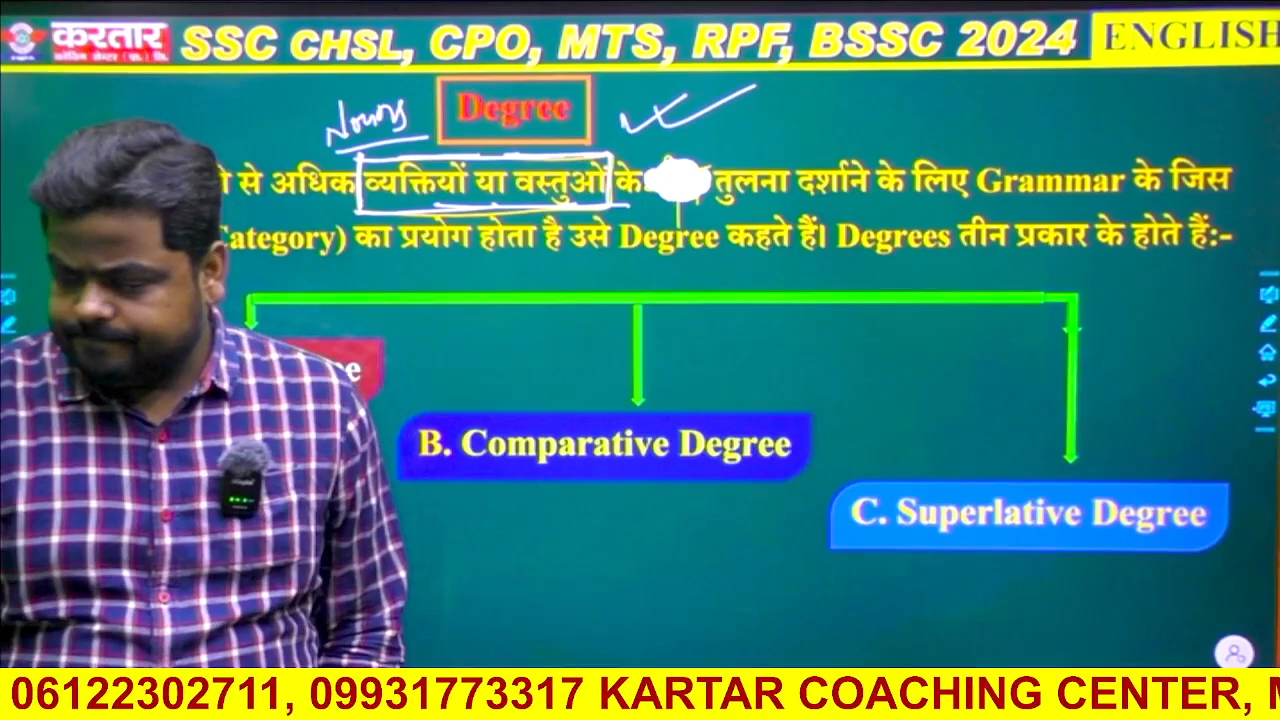 करतार SSC CHSL, CPO, MTS, RPF, BSSC 2024 ENGLISH
Nouns Degree
से अधिक व्यक्तियों या वस्तुओं के तुलना दर्शाने के लिए Grammar के जिस
Category) का प्रयोग होता है उसे Degree कहते हैं। Degrees तीन प्रकार के होते हैं:-
B. Comparative Degree
C. Superlative Degree
06122302711, 09931773317 KARTAR COACHING CENTER,